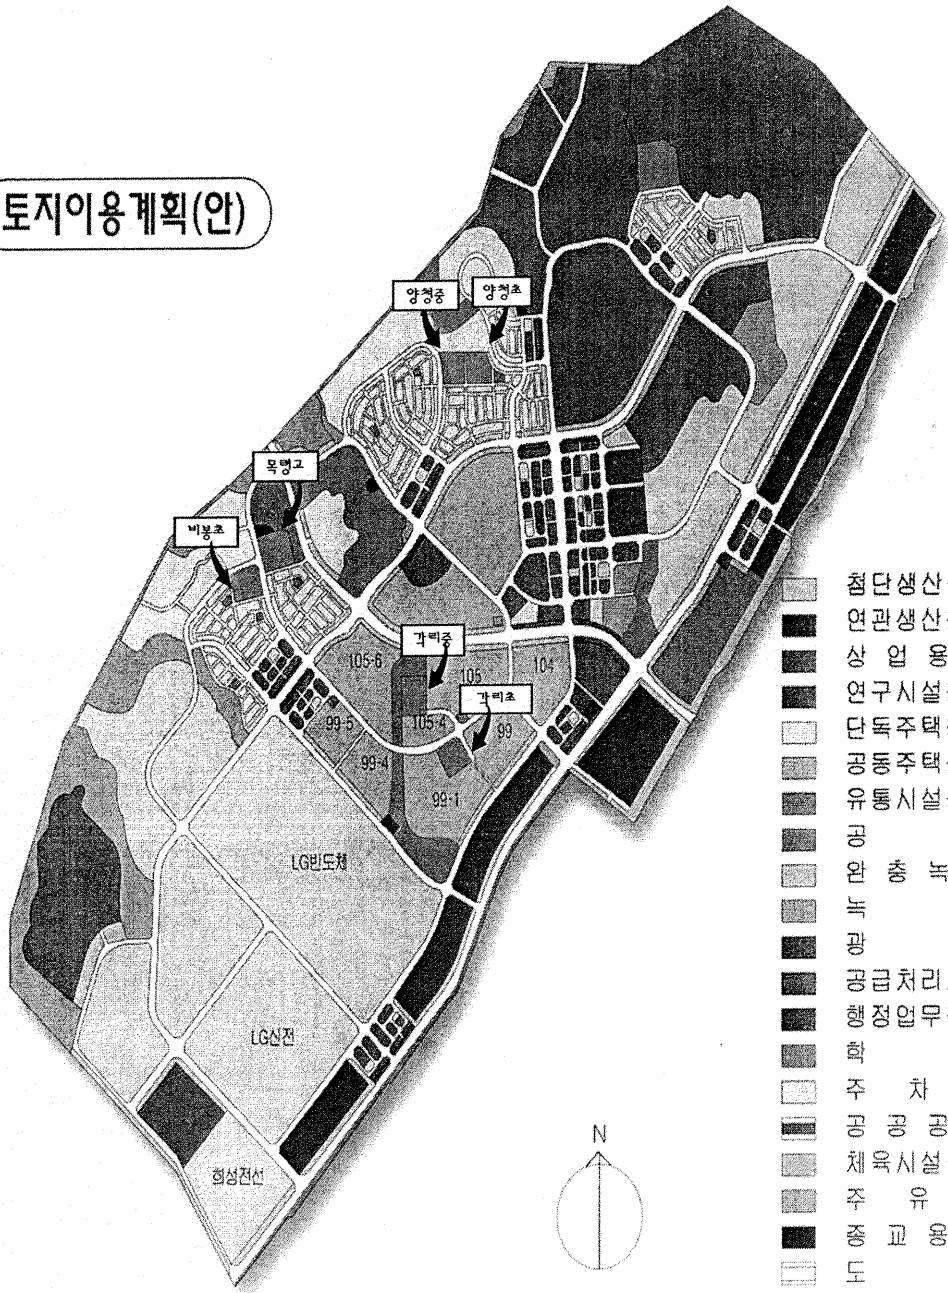 토지이용계획(안)
양청중
양청초
목령고
비봉초
가리중
105-6
105
104
가리초
99-5
105-4
99
99-4
99-1
LG반도체
LG신전
희성전선
N
첨단생산
연관생산
상 업 용
연구시설
단독주택
공동주택
유통시설
공
완 충 녹
녹
광
공급처리
행정업무
학
주 차
공 공 공
체육시설
주 유
종 교 용
도